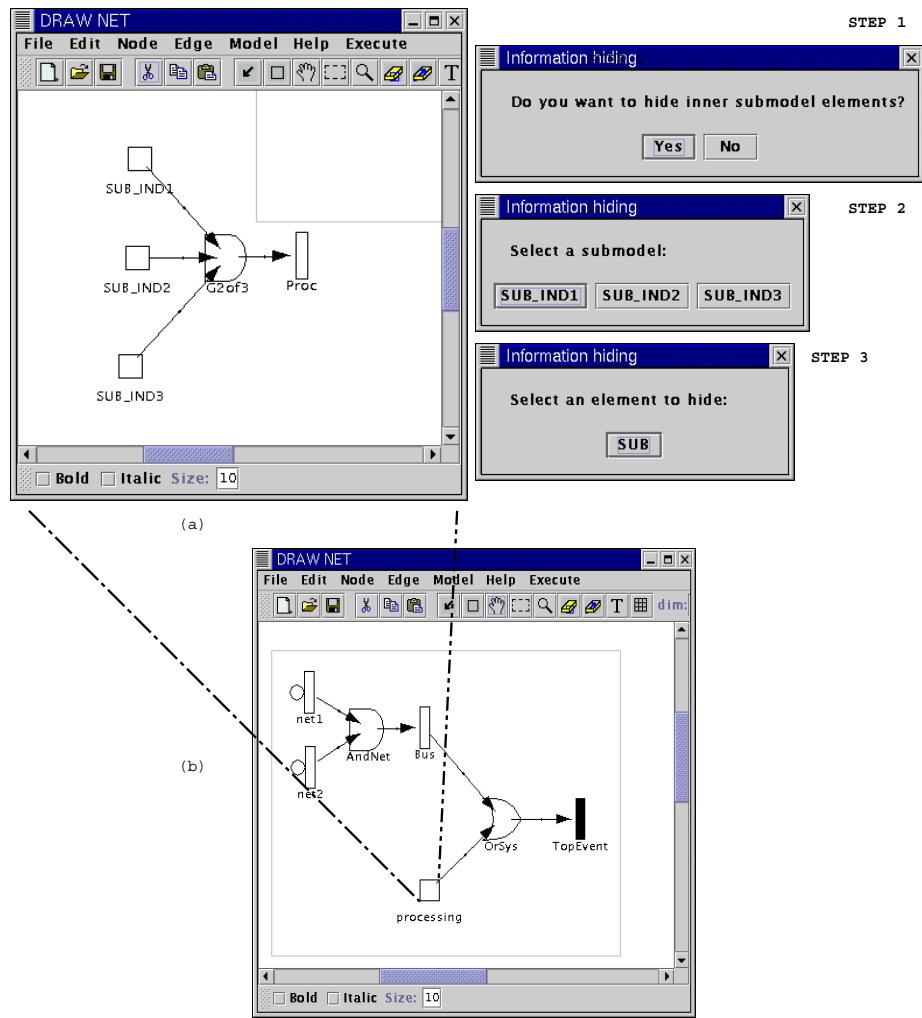 DRAW NET
File Edit Node Edge Model Help Execute
T
SUB_IND1
SUB_IND2
G2of3
Proc
SUB_IND3
Bold Italic Size: 10
(a)
STEP 1
Information hiding
Do you want to hide inner submodel elements?
Yes No
STEP 2
Information hiding
Select a submodel:
SUB_IND1 SUB_IND2 SUB_IND3
STEP 3
Information hiding
Select an element to hide:
SUB
(b)
DRAW NET
File Edit Node Edge Model Help Execute
T dim:
net1
AndNet
Bus
net2
OrSys
TopEvent
processing
Bold Italic Size: 10